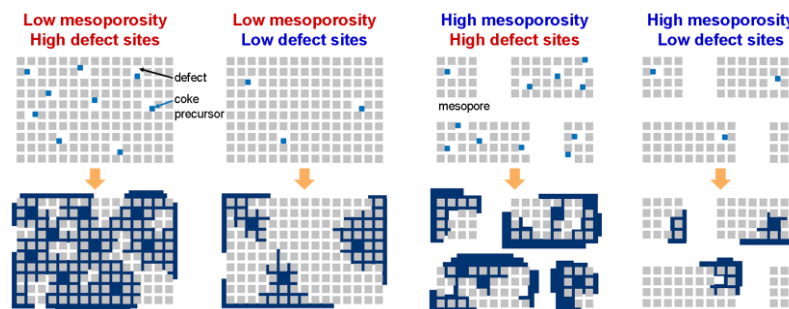 Low mesoporosity
High defect sites
Low mesoporosity
Low defect sites
High mesoporosity
High defect sites
High mesoporosity
Low defect sites
defect
coke
precursor
mesopore